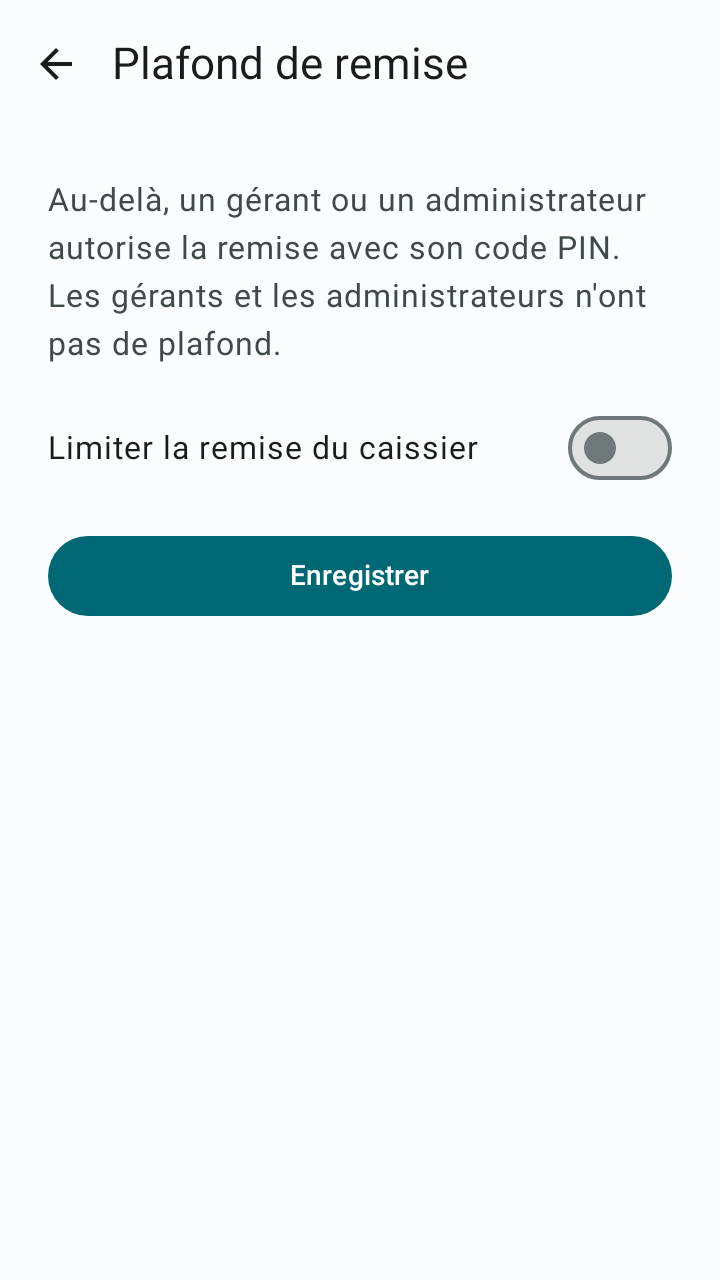 Plafond de remise
Au-delà, un gérant ou un administrateur
autorise la remise avec son code PIN.
Les gérants et les administrateurs n'ont
pas de plafond.
Limiter la remise du caissier
Enregistrer